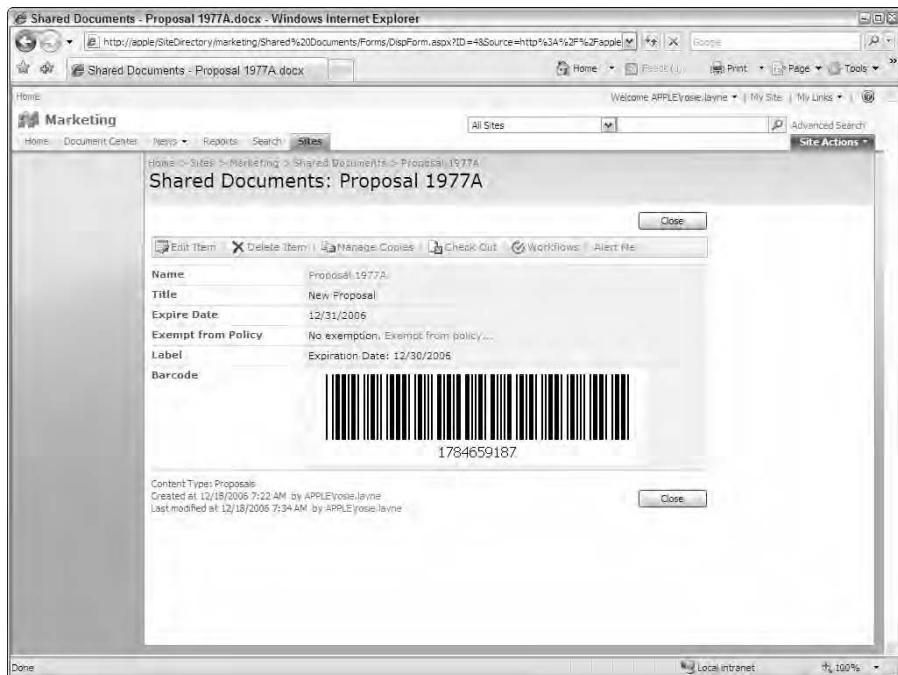 Shared Documents - Proposal 1977A.docx - Windows Internet Explorer
http://apple/SiteDirectory/marketing/Shared%20Documents/Forms/DispForm.aspx?ID=4&Source=http%3A%2F%2Fapple
Google
Shared Documents - Proposal 1977A.docx
Home Print Page Tools
Home
Welcome APPLE\rosie.layne | My Site | My Links
Marketing
All Sites
Advanced Search
Home Document Center News Reports Search Sites
Site Actions
Home > Sites > Marketing > Shared Documents > Proposal 1977A
Shared Documents: Proposal 1977A
Close
Edit Item | Delete Item | Manage Copies | Check Out | Workflows | Alert Me
Name Proposal 1977A
Title New Proposal
Expire Date 12/31/2006
Exempt from Policy No exemption. Exempt from policy...
Label Expiration Date: 12/30/2006
Barcode
1784659187
Content Type: Proposals
Created at 12/18/2006 7:22 AM by APPLE\rosie.layne
Last modified at 12/18/2006 7:34 AM by APPLE\rosie.layne
Close
Done
Local intranet
100%